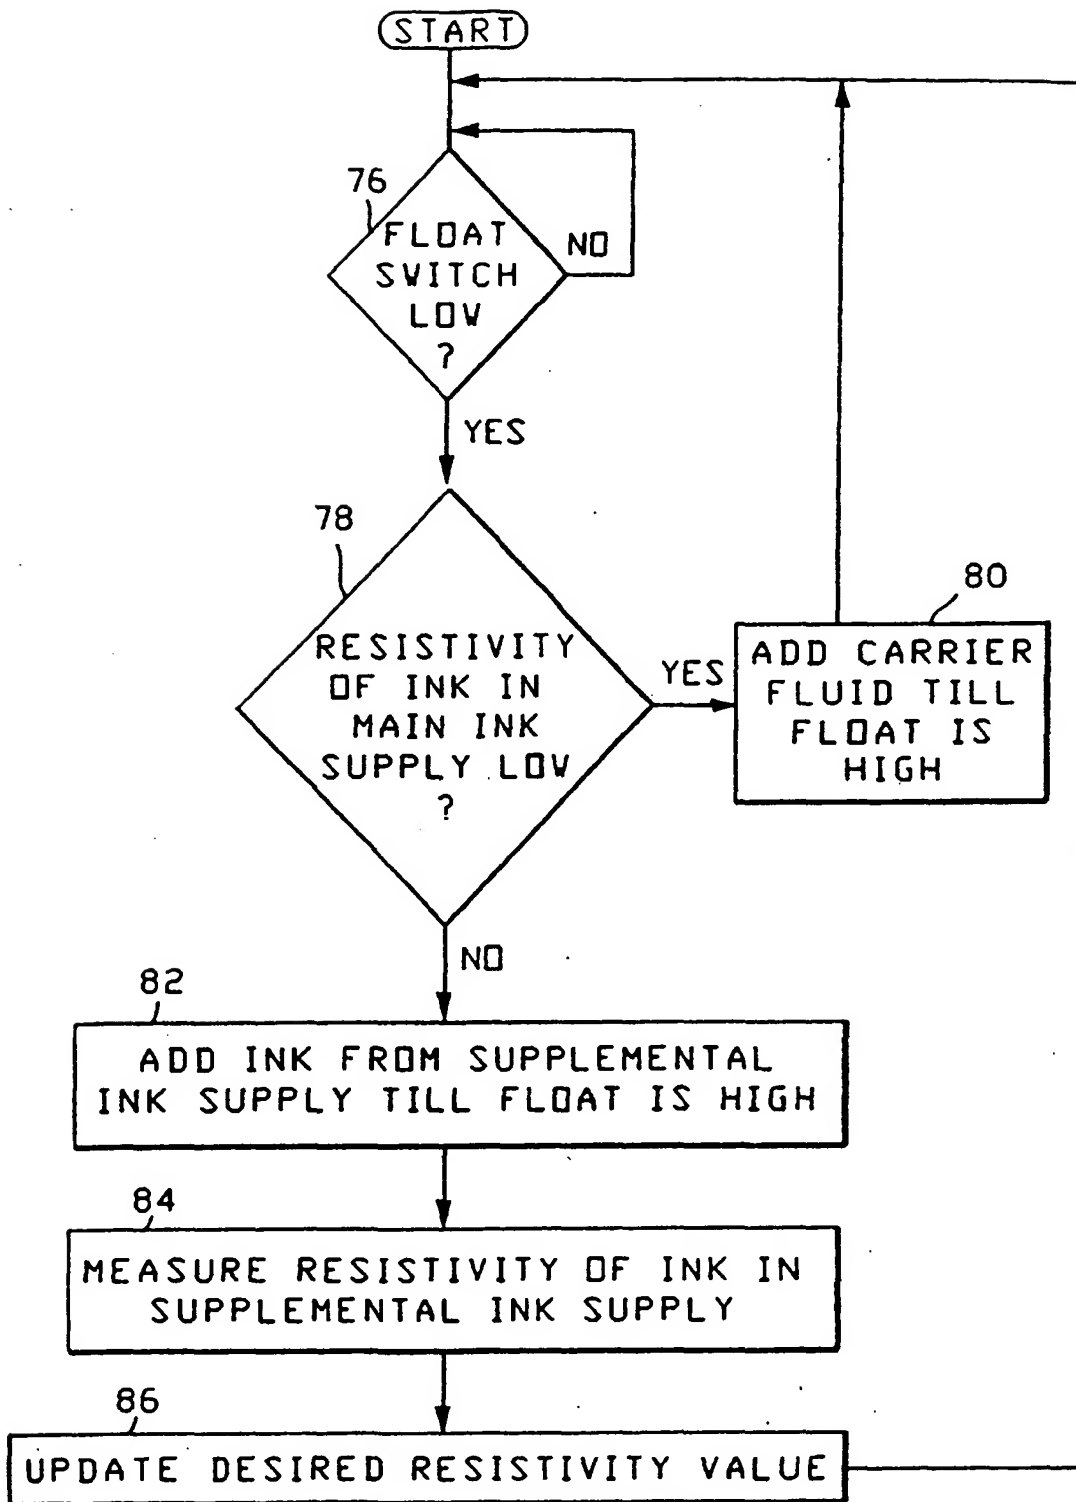 START
76
FLOAT
SWITCH
LOW
?
NO
YES
78
RESISTIVITY
OF INK IN
MAIN INK
SUPPLY LOW
?
YES
80
ADD CARRIER
FLUID TILL
FLOAT IS
HIGH
NO
82
ADD INK FROM SUPPLEMENTAL
INK SUPPLY TILL FLOAT IS HIGH
84
MEASURE RESISTIVITY OF INK IN
SUPPLEMENTAL INK SUPPLY
86
UPDATE DESIRED RESISTIVITY VALUE